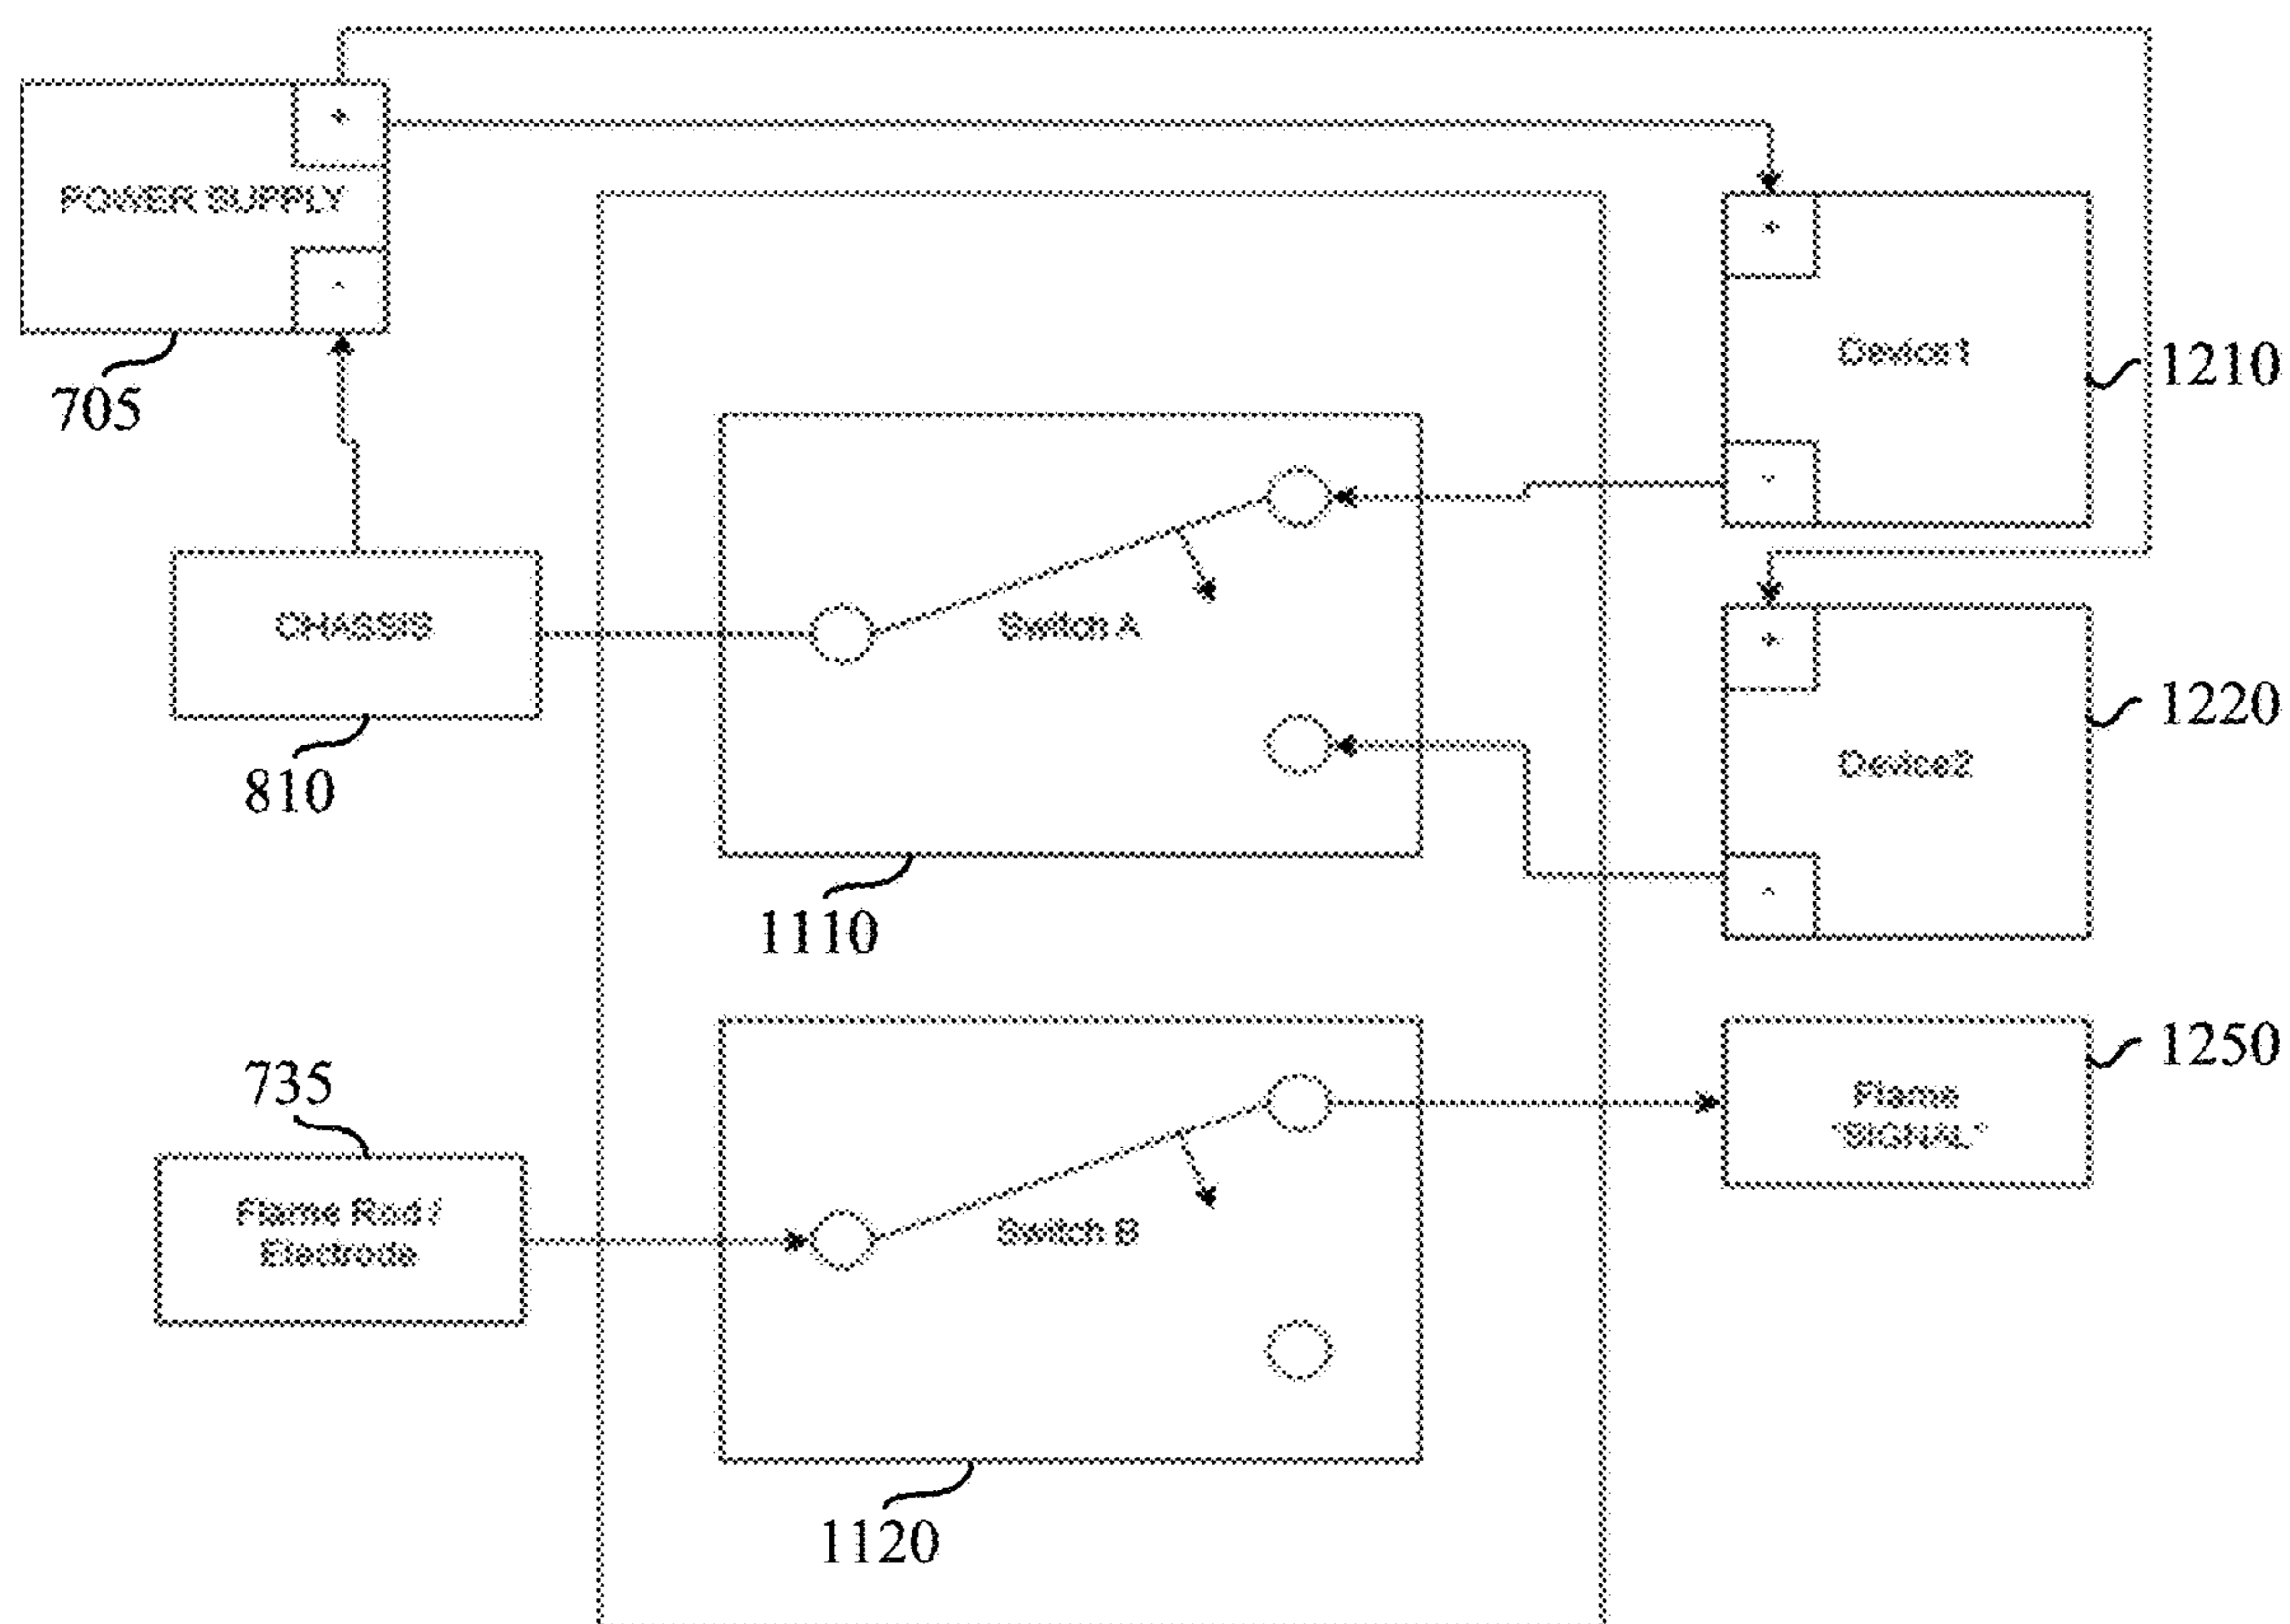 +
POWER SUPPLY
-
705
+
Device1
-
1210
CHASSIS
810
Switch A
1110
+
Device2
-
1220
735
Flame Rod /
Electrode
Switch B
1120
Flame
"SIGNAL"
1250